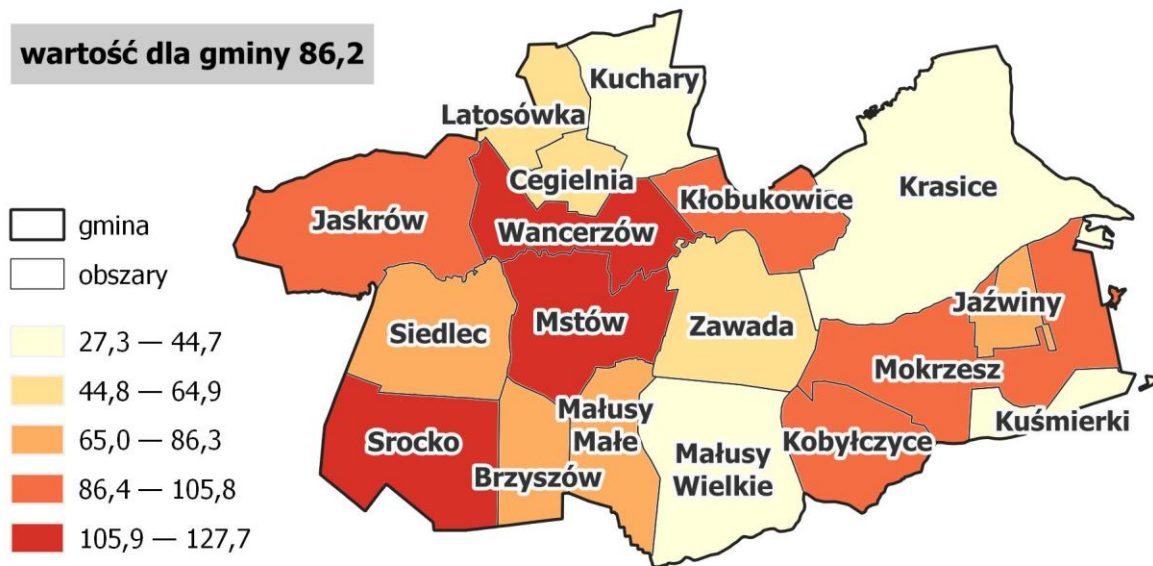 wartość dla gminy 86,2
Kuchary
Latosówka
Cegielnia
Krasice
Kłobukowice
Jaskrów
Wancerzów
gmina
obszary
Jaźwiny
Siedlec
Mstów
Zawada
27,3 — 44,7
Mokrzesz
44,8 — 64,9
Małusy
Małe
Kuśmierki
65,0 — 86,3
Srocko
Kobyłczyce
Brzyszów
Małusy
Wielkie
86,4 — 105,8
105,9 — 127,7